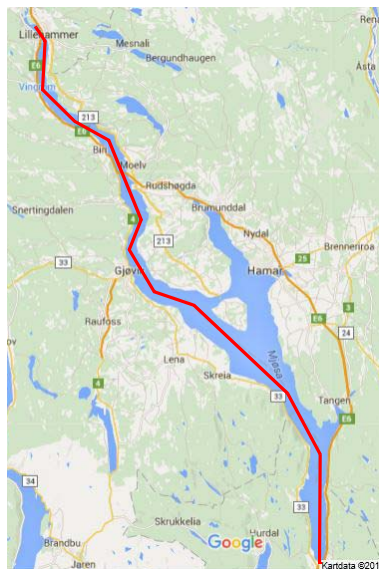 Rena
Lillehammer
Mesnali
Bergundhaugen
Åsta
E6
Vingrom
213
E6
Biri
Moelv
Rudshøgda
Snertingdalen
4
Brumunddal
213
Nydal
Brennerroa
25
33
Gjøvik
Hamar
3
Raufoss
E6
24
Lena
Mjøsa
Skreia
4
33
Tangen
E6
34
33
Skrukkelia
Google
Hurdal
Brandbu
Jaren
Kartdata ©201